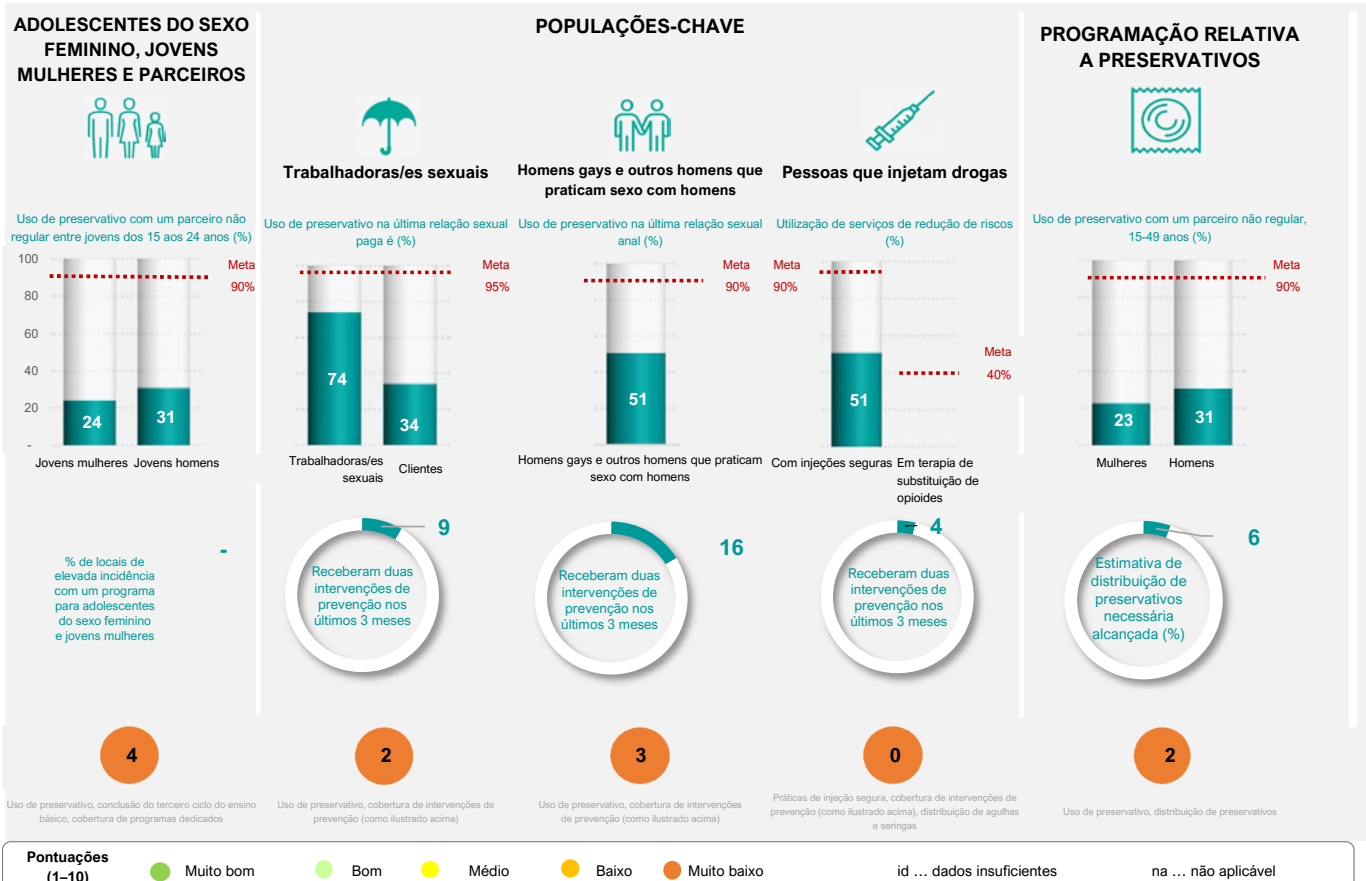 ADOLESCENTES DO SEXO
FEMININO, JOVENS
MULHERES E PARCEIROS
Uso de preservativo com um parceiro não
regular entre jovens dos 15 aos 24 anos (%)
100
80
60
40
20
-
Meta
90%
24
31
Jovens mulheres Jovens homens
% de locais de
elevada incidência
com um programa
para adolescentes
do sexo feminino
e jovens mulheres
-
4
Uso de preservativo, conclusão do terceiro ciclo do ensino
básico, cobertura de programas dedicados
POPULAÇÕES-CHAVE
Trabalhadoras/es sexuais
Uso de preservativo na última relação sexual
paga é (%)
Meta
95%
74
34
Trabalhadoras/es
sexuais
Clientes
Receberam duas
intervenções de
prevenção nos
últimos 3 meses
9
2
Uso de preservativo, cobertura de intervenções de
prevenção (como ilustrado acima)
Homens gays e outros homens que
praticam sexo com homens
Uso de preservativo na última relação sexual
anal (%)
Meta
90%
51
Homens gays e outros homens que praticam
sexo com homens
Receberam duas
intervenções de
prevenção nos
últimos 3 meses
16
3
Uso de preservativo, cobertura de intervenções
de prevenção (como ilustrado acima)
Pessoas que injetam drogas
Utilização de serviços de redução de riscos
(%)
Meta
90%
Meta
40%
51
Com injeções seguras
Em terapia de
substituição de
opioides
Receberam duas
intervenções de
prevenção nos
últimos 3 meses
4
0
Práticas de injeção segura, cobertura de intervenções de
prevenção (como ilustrado acima), distribuição de agulhas
e seringas
PROGRAMAÇÃO RELATIVA
A PRESERVATIVOS
Uso de preservativo com um parceiro não regular,
15-49 anos (%)
Meta
90%
23
31
Mulheres Homens
Estimativa de
distribuição de
preservativos
necessária
alcançada (%)
6
2
Uso de preservativo, distribuição de preservativos
Pontuações
(1–10)
Muito bom
Bom
Médio
Baixo
Muito baixo
id ... dados insuficientes
na ... não aplicável